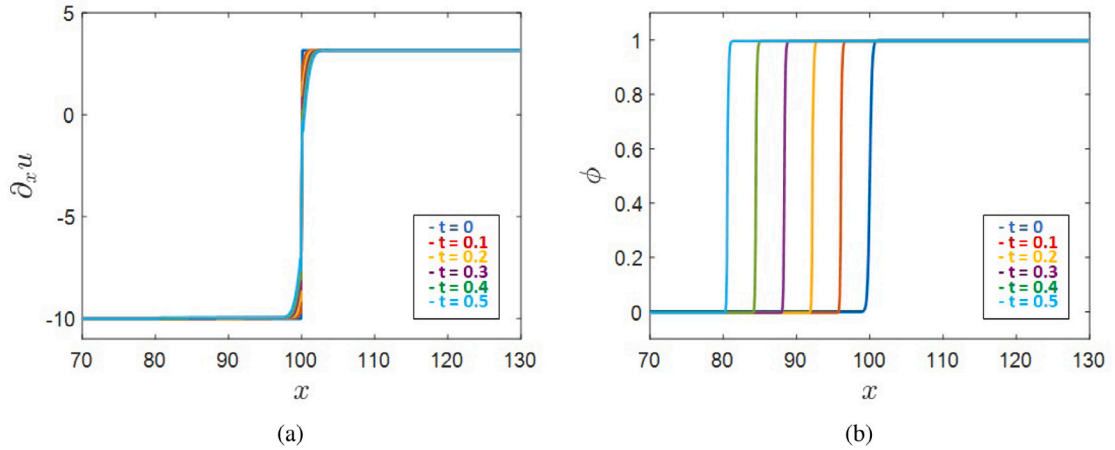 5
0
-5
-10
∂ₓu
70 80 90 100 110 120 130
x
- t = 0
- t = 0.1
- t = 0.2
- t = 0.3
- t = 0.4
- t = 0.5
(a)
1
0.8
0.6
0.4
0.2
0
ϕ
70 80 90 100 110 120 130
x
- t = 0
- t = 0.1
- t = 0.2
- t = 0.3
- t = 0.4
- t = 0.5
(b)